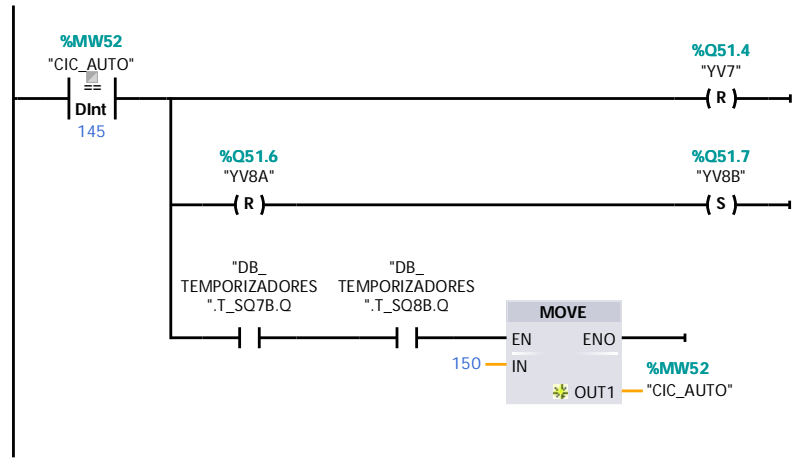 %MW52
"CIC_AUTO"
==
DInt
145
%Q51.4
"YV7"
R
%Q51.6
"YV8A"
R
%Q51.7
"YV8B"
S
"DB_
TEMPORIZADORES
".T_SQ7B.Q
"DB_
TEMPORIZADORES
".T_SQ8B.Q
MOVE
EN ENO
150 IN
OUT1
%MW52
"CIC_AUTO"